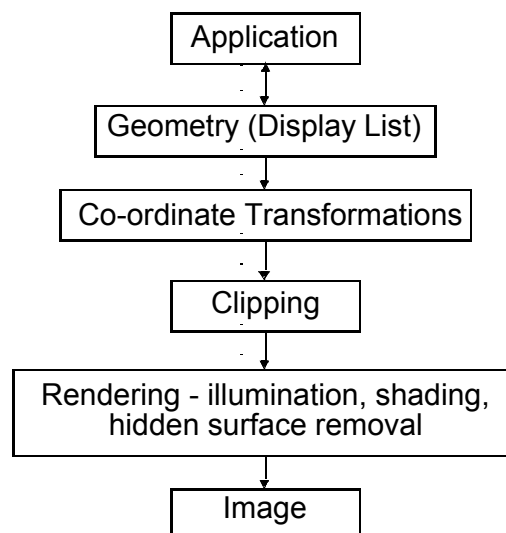 Application
Geometry (Display List)
Co-ordinate Transformations
Clipping
Rendering - illumination, shading,
hidden surface removal
Image